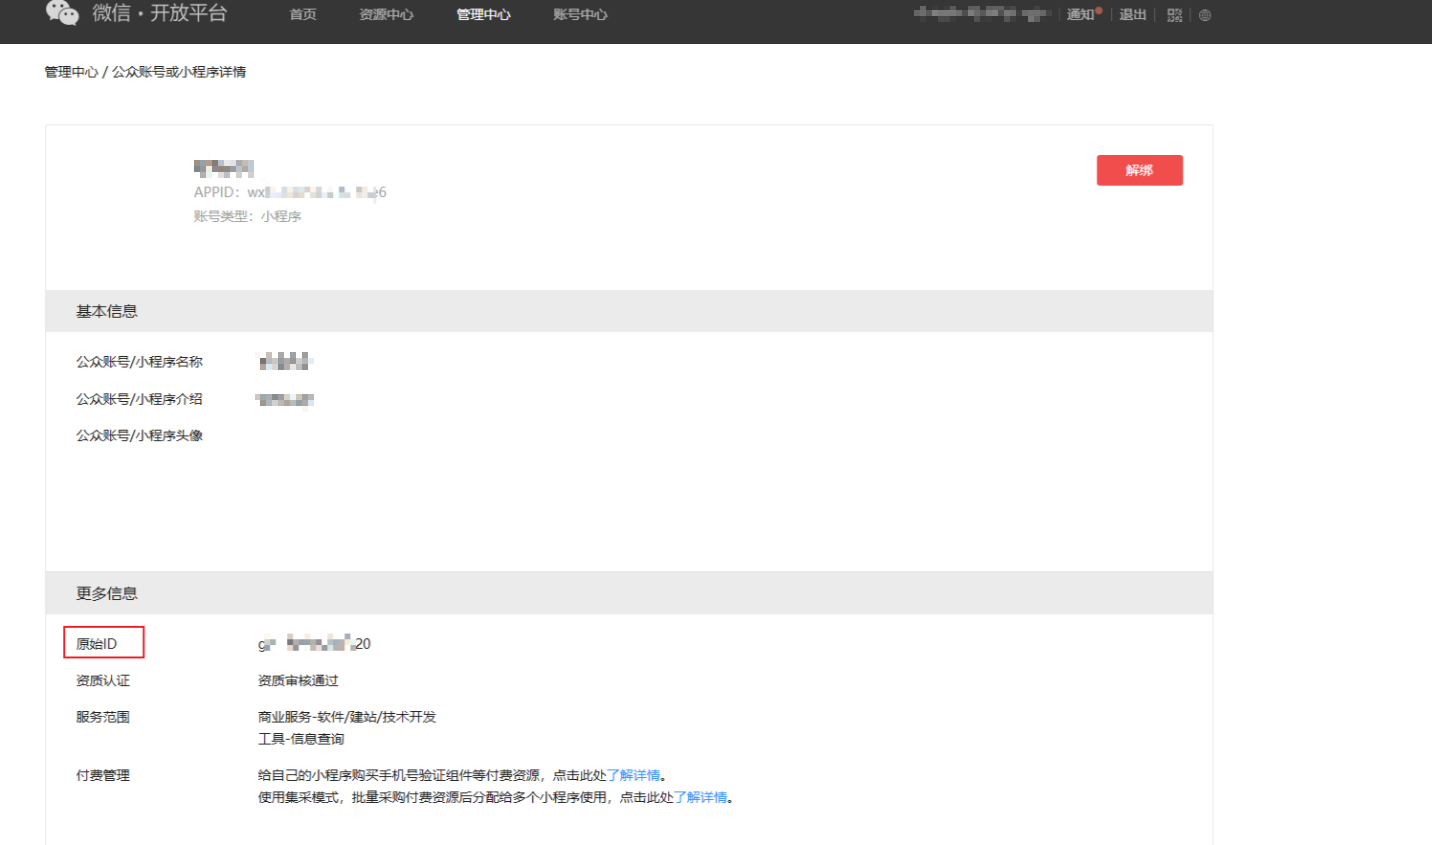 微信·开放平台 首页 资源中心 管理中心 账号中心 通知 退出
管理中心 / 公众账号或小程序详情
解绑
APPID：wx e6
账号类型：小程序
基本信息
公众账号/小程序名称
公众账号/小程序介绍
公众账号/小程序头像
更多信息
原始ID g 20
资质认证 资质审核通过
服务范围 商业服务-软件/建站/技术开发
工具-信息查询
付费管理 给自己的小程序购买手机号验证组件等付费资源，点击此处了解详情。
使用集采模式，批量采购付费资源后分配给多个小程序使用，点击此处了解详情。